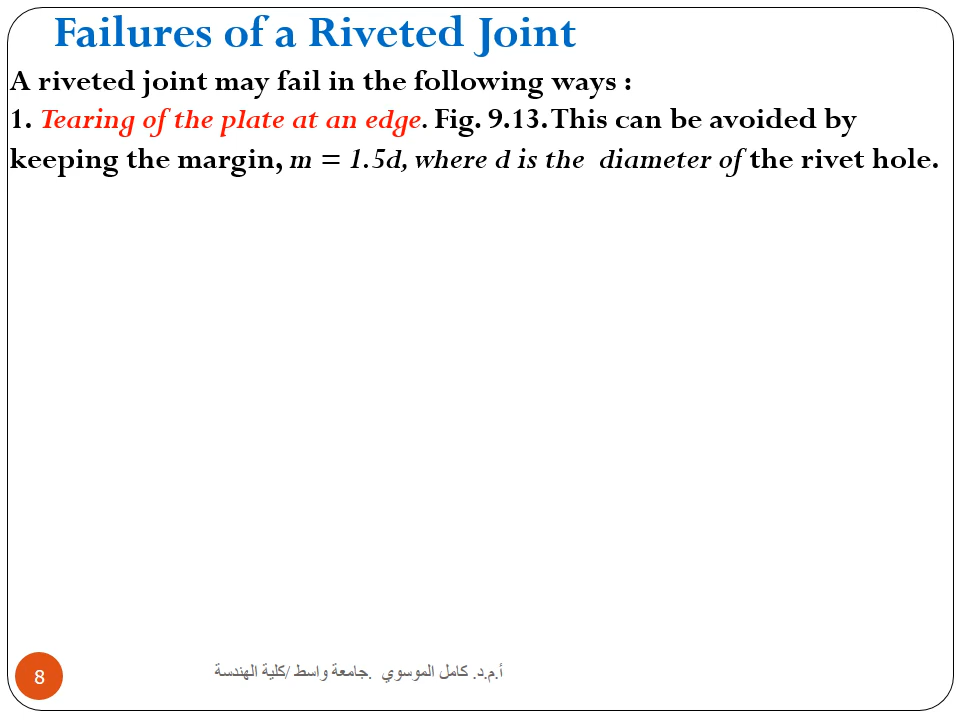 Failures of a Riveted Joint
A riveted joint may fail in the following ways :
1. Tearing of the plate at an edge. Fig. 9.13. This can be avoided by
keeping the margin, m = 1.5d, where d is the diameter of the rivet hole.
8
أ.م.د. كامل الموسوي .جامعة واسط /كلية الهندسة